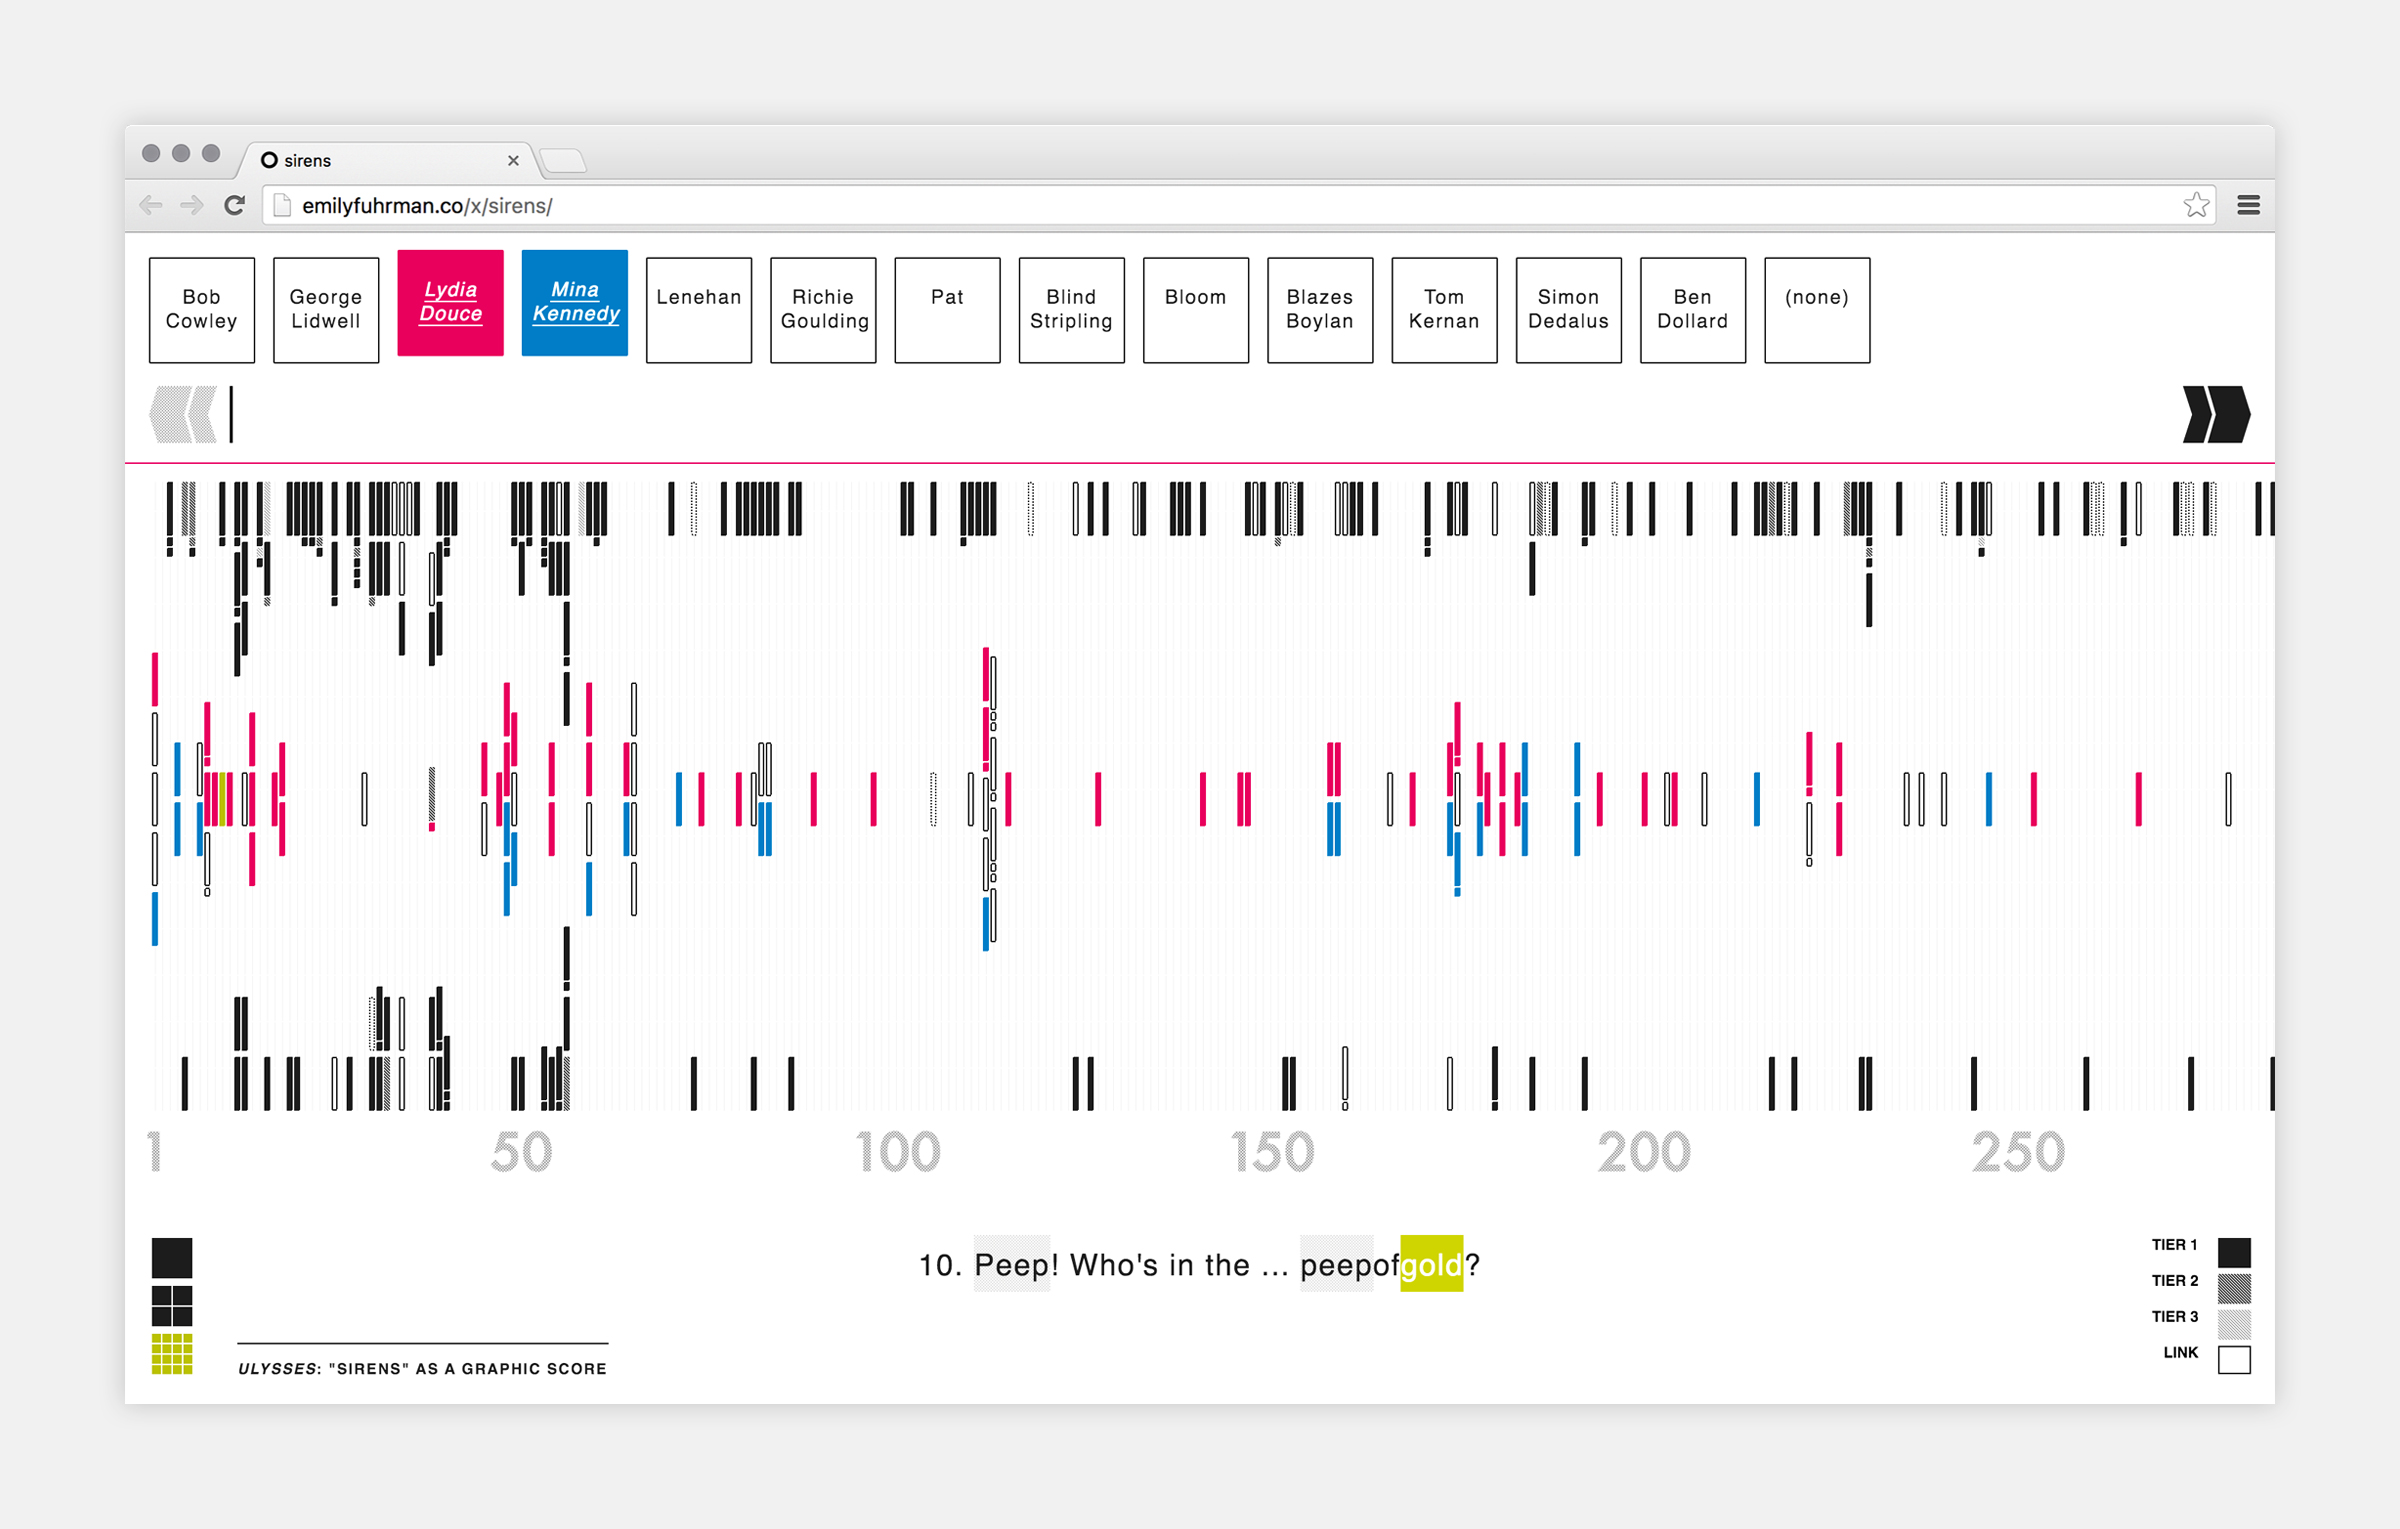 sirens
emilyfuhrman.co/x/sirens/
Bob
Cowley
George
Lidwell
Lydia
Douce
Mina
Kennedy
Lenehan
Richie
Goulding
Pat
Blind
Stripling
Bloom
Blazes
Boylan
Tom
Kernan
Simon
Dedalus
Ben
Dollard
(none)
1 50 100 150 200 250
10. Peep! Who's in the ... peepofgold?
TIER 1
TIER 2
TIER 3
LINK
ULYSSES: "SIRENS" AS A GRAPHIC SCORE